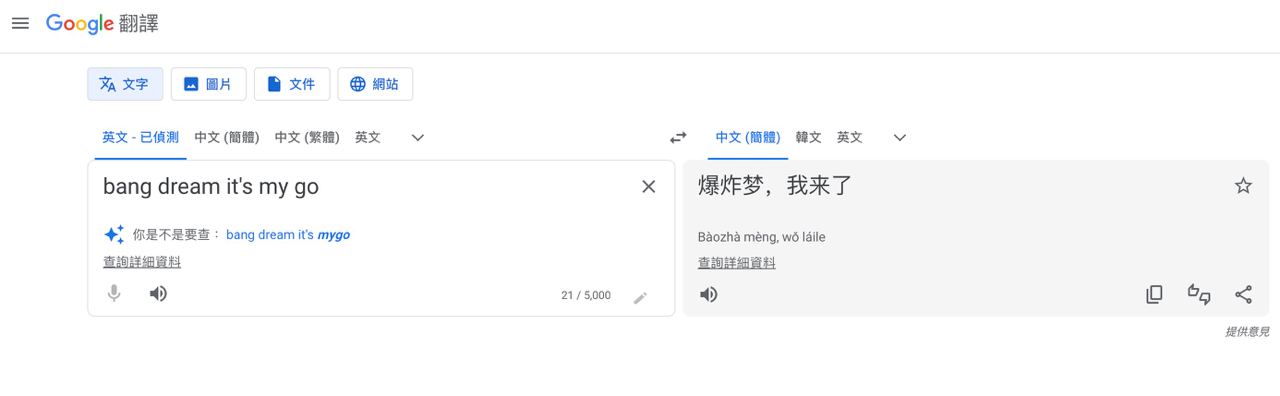 Google 翻譯
文字 圖片 文件 網站
英文 - 已偵測 中文 (簡體) 中文 (繁體) 英文 中文 (簡體) 韓文 英文
bang dream it's my go
爆炸梦，我来了
你是不是要查： bang dream it's mygo
Bàozhà mèng, wǒ láile
查詢詳細資料
查詢詳細資料
21 / 5,000
提供意見